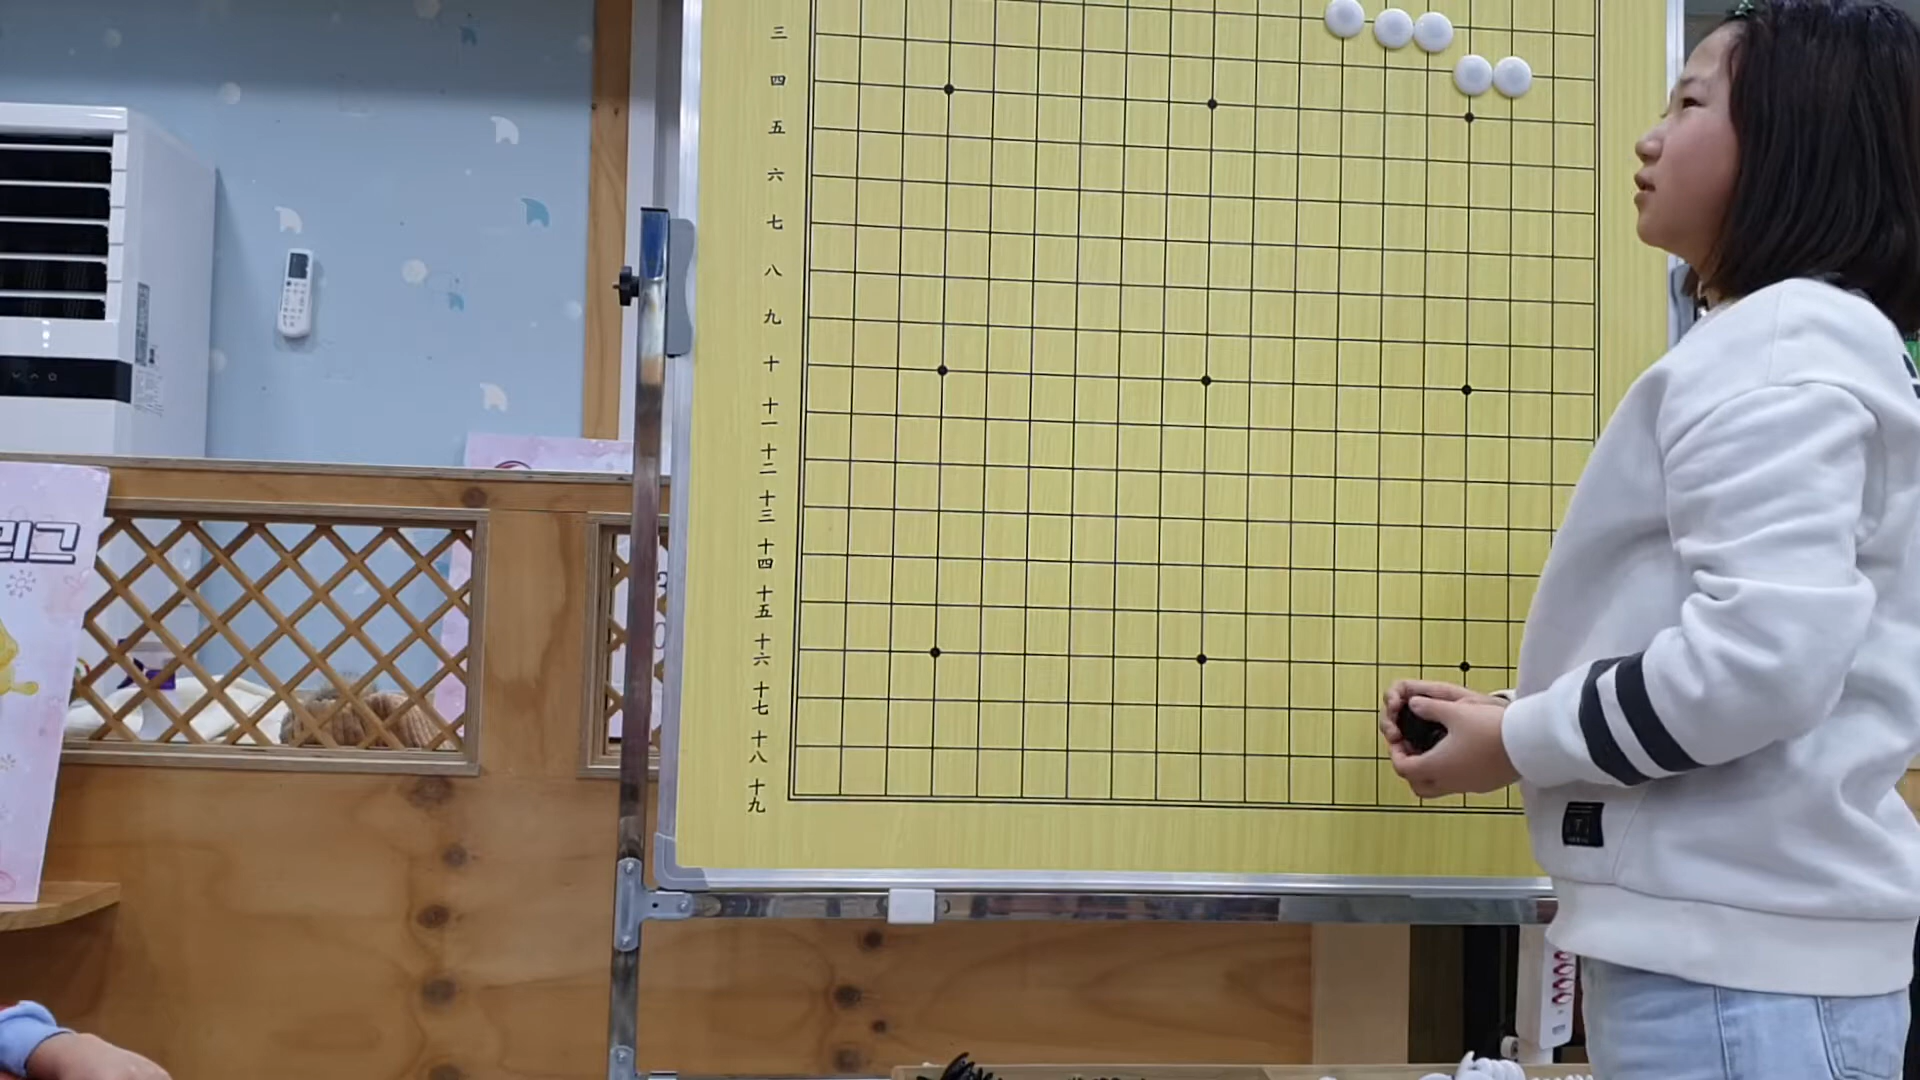 三
四
五
六
七
八
九
十
十一
十二
十三
十四
十五
十六
十七
十八
十九
리그